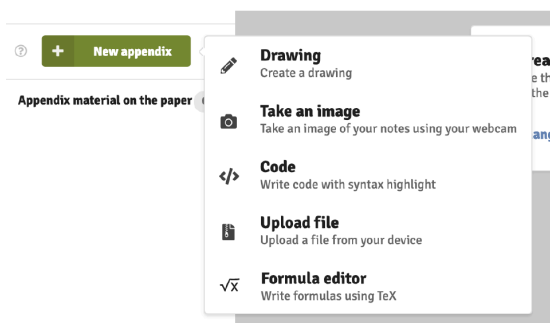 New appendix
Appendix material on the paper
Drawing
Create a drawing
Take an image
Take an image of your notes using your webcam
Code
Write code with syntax highlight
Upload file
Upload a file from your device
Formula editor
Write formulas using TeX
the